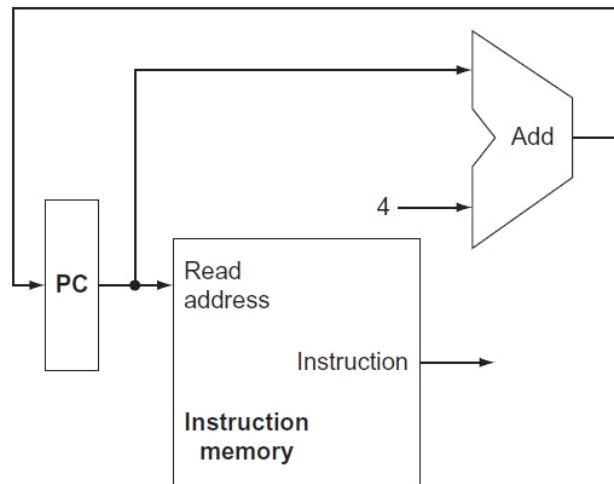 Add
4
PC
Read
address
Instruction
Instruction
memory